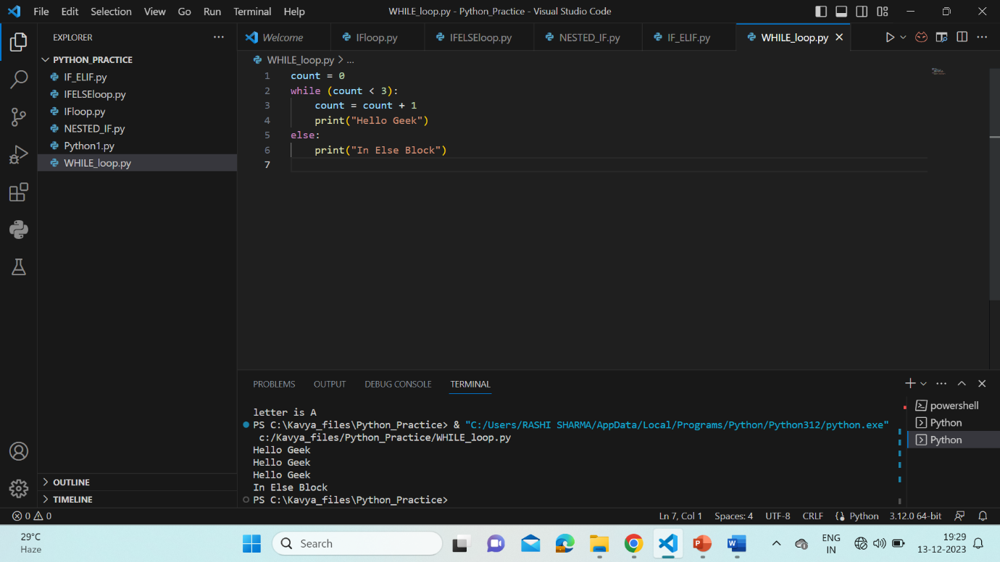 File Edit Selection View Go Run Terminal Help WHILE_loop.py - Python_Practice - Visual Studio Code
EXPLORER
PYTHON_PRACTICE
IF_ELIF.py
IFELSEloop.py
IFloop.py
NESTED_IF.py
Python1.py
WHILE_loop.py
OUTLINE
TIMELINE
Welcome IFloop.py IFELSEloop.py NESTED_IF.py IF_ELIF.py WHILE_loop.py
WHILE_loop.py > ...
1 count = 0
2 while (count < 3):
3 count = count + 1
4 print("Hello Geek")
5 else:
6 print("In Else Block")
7
PROBLEMS OUTPUT DEBUG CONSOLE TERMINAL
letter is A
PS C:\Kavya_files\Python_Practice> & "C:/Users/RASHI SHARMA/AppData/Local/Programs/Python/Python312/python.exe"
c:/Kavya_files/Python_Practice/WHILE_loop.py
Hello Geek
Hello Geek
Hello Geek
In Else Block
PS C:\Kavya_files\Python_Practice>
powershell
Python
Python
0 0 Ln 7, Col 1 Spaces: 4 UTF-8 CRLF Python 3.12.0 64-bit
29°C
Haze
Search
ENG
IN
19:29
13-12-2023